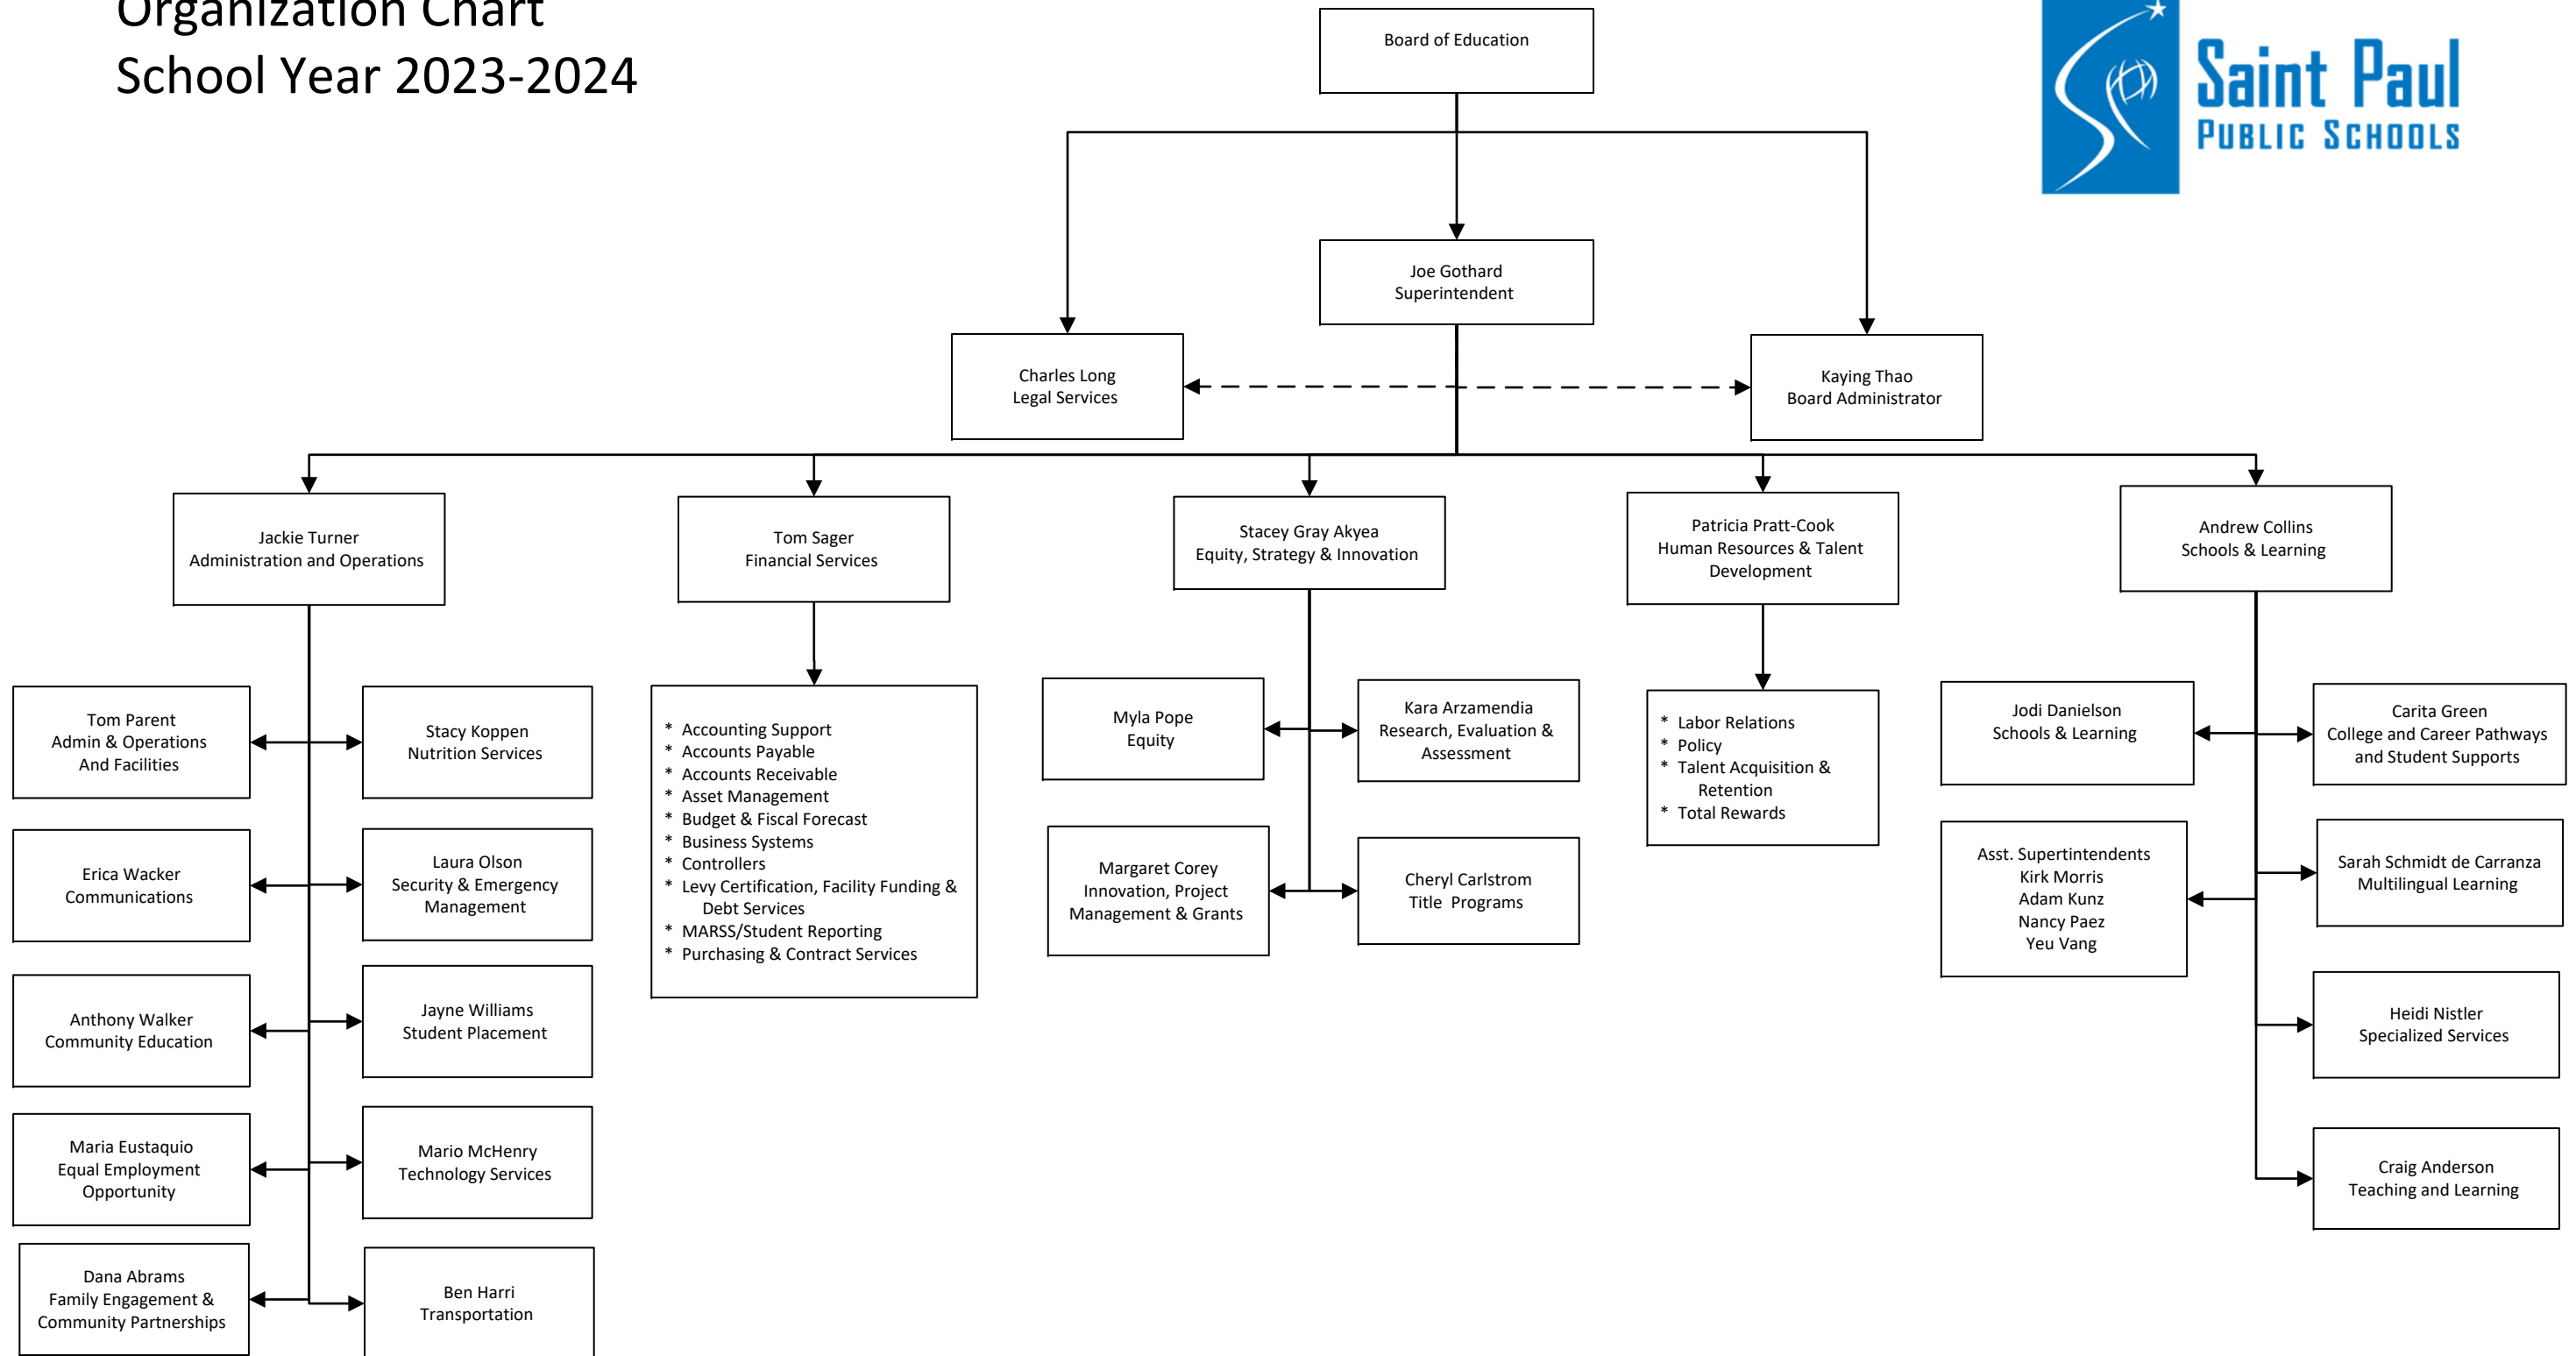 Organization Chart
School Year 2023-2024
Saint Paul
PUBLIC SCHOOLS
Board of Education
Joe Gothard
Superintendent
Charles Long
Legal Services
Kaying Thao
Board Administrator
Jackie Turner
Administration and Operations
Tom Sager
Financial Services
Stacey Gray Akyea
Equity, Strategy & Innovation
Patricia Pratt-Cook
Human Resources & Talent
Development
Andrew Collins
Schools & Learning
Tom Parent
Admin & Operations
And Facilities
Stacy Koppen
Nutrition Services
Erica Wacker
Communications
Laura Olson
Security & Emergency
Management
Anthony Walker
Community Education
Jayne Williams
Student Placement
Maria Eustaquio
Equal Employment
Opportunity
Mario McHenry
Technology Services
Dana Abrams
Family Engagement &
Community Partnerships
Ben Harri
Transportation
* Accounting Support
* Accounts Payable
* Accounts Receivable
* Asset Management
* Budget & Fiscal Forecast
* Business Systems
* Controllers
* Levy Certification, Facility Funding &
Debt Services
* MARSS/Student Reporting
* Purchasing & Contract Services
Myla Pope
Equity
Kara Arzamendia
Research, Evaluation &
Assessment
Margaret Corey
Innovation, Project
Management & Grants
Cheryl Carlstrom
Title Programs
* Labor Relations
* Policy
* Talent Acquisition &
Retention
* Total Rewards
Jodi Danielson
Schools & Learning
Carita Green
College and Career Pathways
and Student Supports
Asst. Supertintendents
Kirk Morris
Adam Kunz
Nancy Paez
Yeu Vang
Sarah Schmidt de Carranza
Multilingual Learning
Heidi Nistler
Specialized Services
Craig Anderson
Teaching and Learning